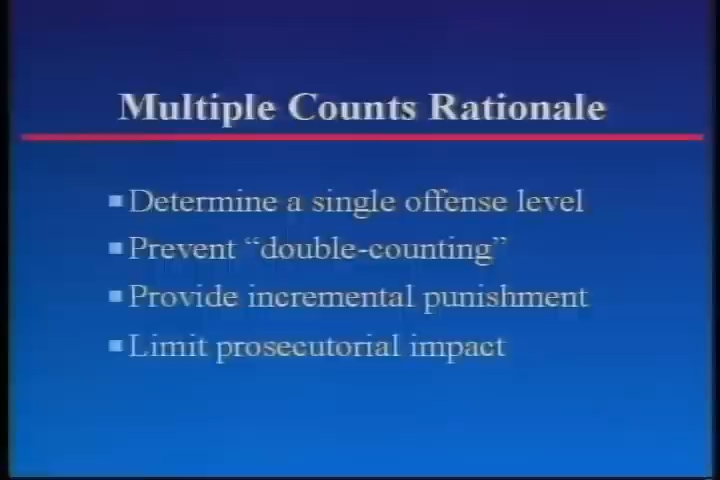 Multiple Counts Rationale
Determine a single offense level
Prevent “double-counting”
Provide incremental punishment
Limit prosecutorial impact